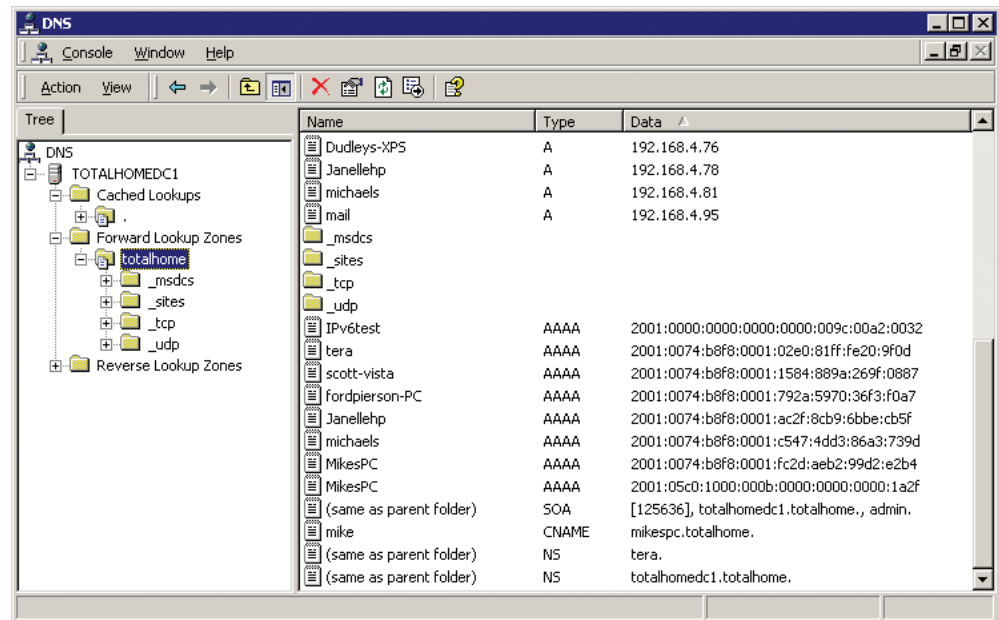 DNS
Console Window Help
Action View
Tree
DNS
TOTALHOMEDC1
Cached Lookups
.
Forward Lookup Zones
totalhome
_msdcs
_sites
_tcp
_udp
Reverse Lookup Zones
Name Type Data
Dudleys-XPS A 192.168.4.76
Janellehp A 192.168.4.78
michaels A 192.168.4.81
mail A 192.168.4.95
_msdcs
_sites
_tcp
_udp
IPv6test AAAA 2001:0000:0000:0000:0000:009c:00a2:0032
tera AAAA 2001:0074:b8f8:0001:02e0:81ff:fe20:9f0d
scott-vista AAAA 2001:0074:b8f8:0001:1584:889a:269f:0887
fordpierson-PC AAAA 2001:0074:b8f8:0001:792a:5970:36f3:f0a7
Janellehp AAAA 2001:0074:b8f8:0001:ac2f:8cb9:6bbe:cb5f
michaels AAAA 2001:0074:b8f8:0001:c547:4dd3:86a3:739d
MikesPC AAAA 2001:0074:b8f8:0001:fc2d:aeb2:99d2:e2b4
MikesPC AAAA 2001:05c0:1000:000b:0000:0000:0000:1a2f
(same as parent folder) SOA [125636], totalhomedc1.totalhome., admin.
mike CNAME mikespc.totalhome.
(same as parent folder) NS tera.
(same as parent folder) NS totalhomedc1.totalhome.